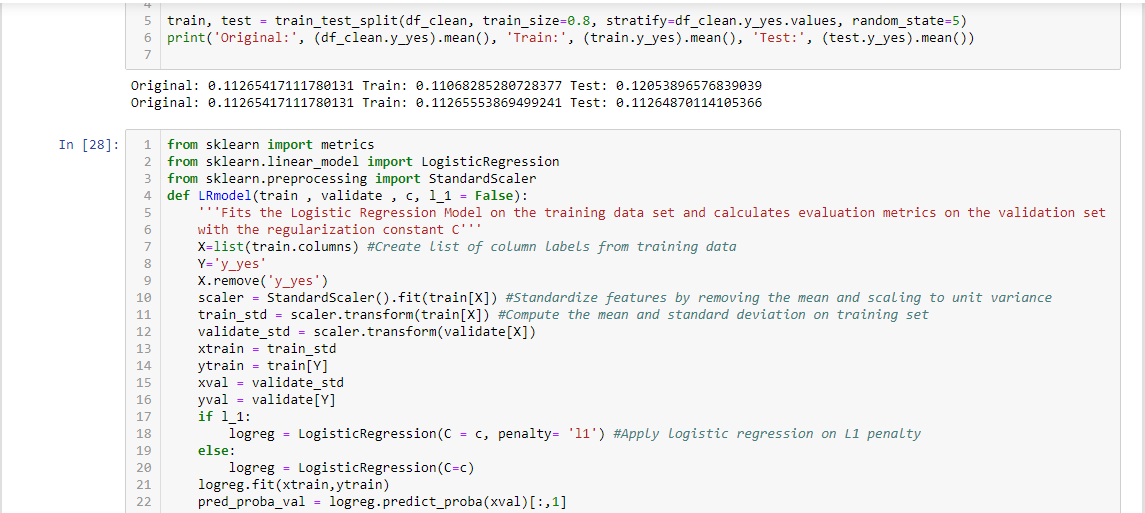 4
5 train, test = train_test_split(df_clean, train_size=0.8, stratify=df_clean.y_yes.values, random_state=5)
6 print('Original:', (df_clean.y_yes).mean(), 'Train:', (train.y_yes).mean(), 'Test:', (test.y_yes).mean())
7
Original: 0.11265417111780131 Train: 0.11068285280728377 Test: 0.12053896576839039
Original: 0.11265417111780131 Train: 0.11265553869499241 Test: 0.11264870114105366
In [28]: 1 from sklearn import metrics
2 from sklearn.linear_model import LogisticRegression
3 from sklearn.preprocessing import StandardScaler
4 def LRmodel(train , validate , c, l_1 = False):
5 '''Fits the Logistic Regression Model on the training data set and calculates evaluation metrics on the validation set
6 with the regularization constant C'''
7 X=list(train.columns) #Create list of column labels from training data
8 Y='y_yes'
9 X.remove('y_yes')
10 scaler = StandardScaler().fit(train[X]) #Standardize features by removing the mean and scaling to unit variance
11 train_std = scaler.transform(train[X]) #Compute the mean and standard deviation on training set
12 validate_std = scaler.transform(validate[X])
13 xtrain = train_std
14 ytrain = train[Y]
15 xval = validate_std
16 yval = validate[Y]
17 if l_1:
18 logreg = LogisticRegression(C = c, penalty= 'l1') #Apply logistic regression on L1 penalty
19 else:
20 logreg = LogisticRegression(C=c)
21 logreg.fit(xtrain,ytrain)
22 pred_proba_val = logreg.predict_proba(xval)[:,1]